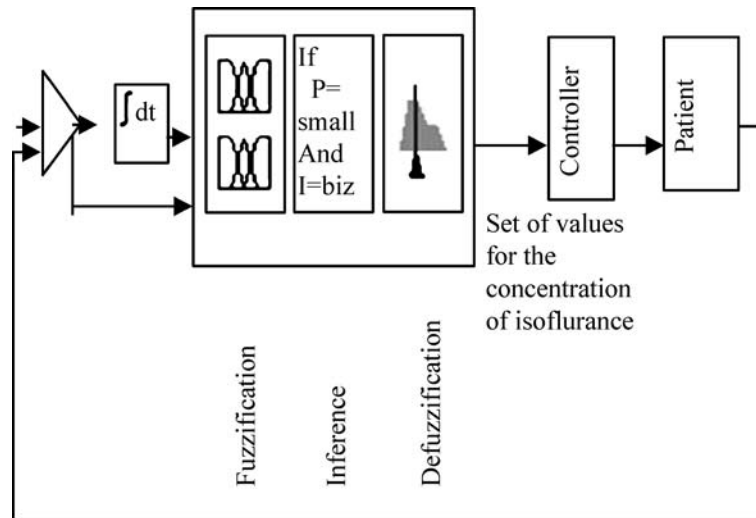 ∫dt
If
P=
small
And
I=biz
Controller
Patient
Set of values
for the
concentration
of isoflurance
Fuzzification
Inference
Defuzzification